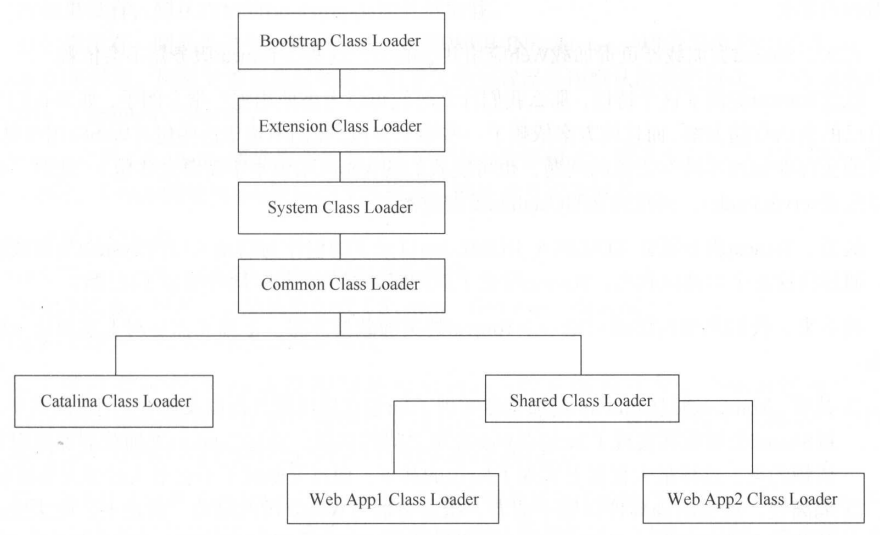 Bootstrap Class Loader
Extension Class Loader
System Class Loader
Common Class Loader
Catalina Class Loader
Shared Class Loader
Web App1 Class Loader
Web App2 Class Loader